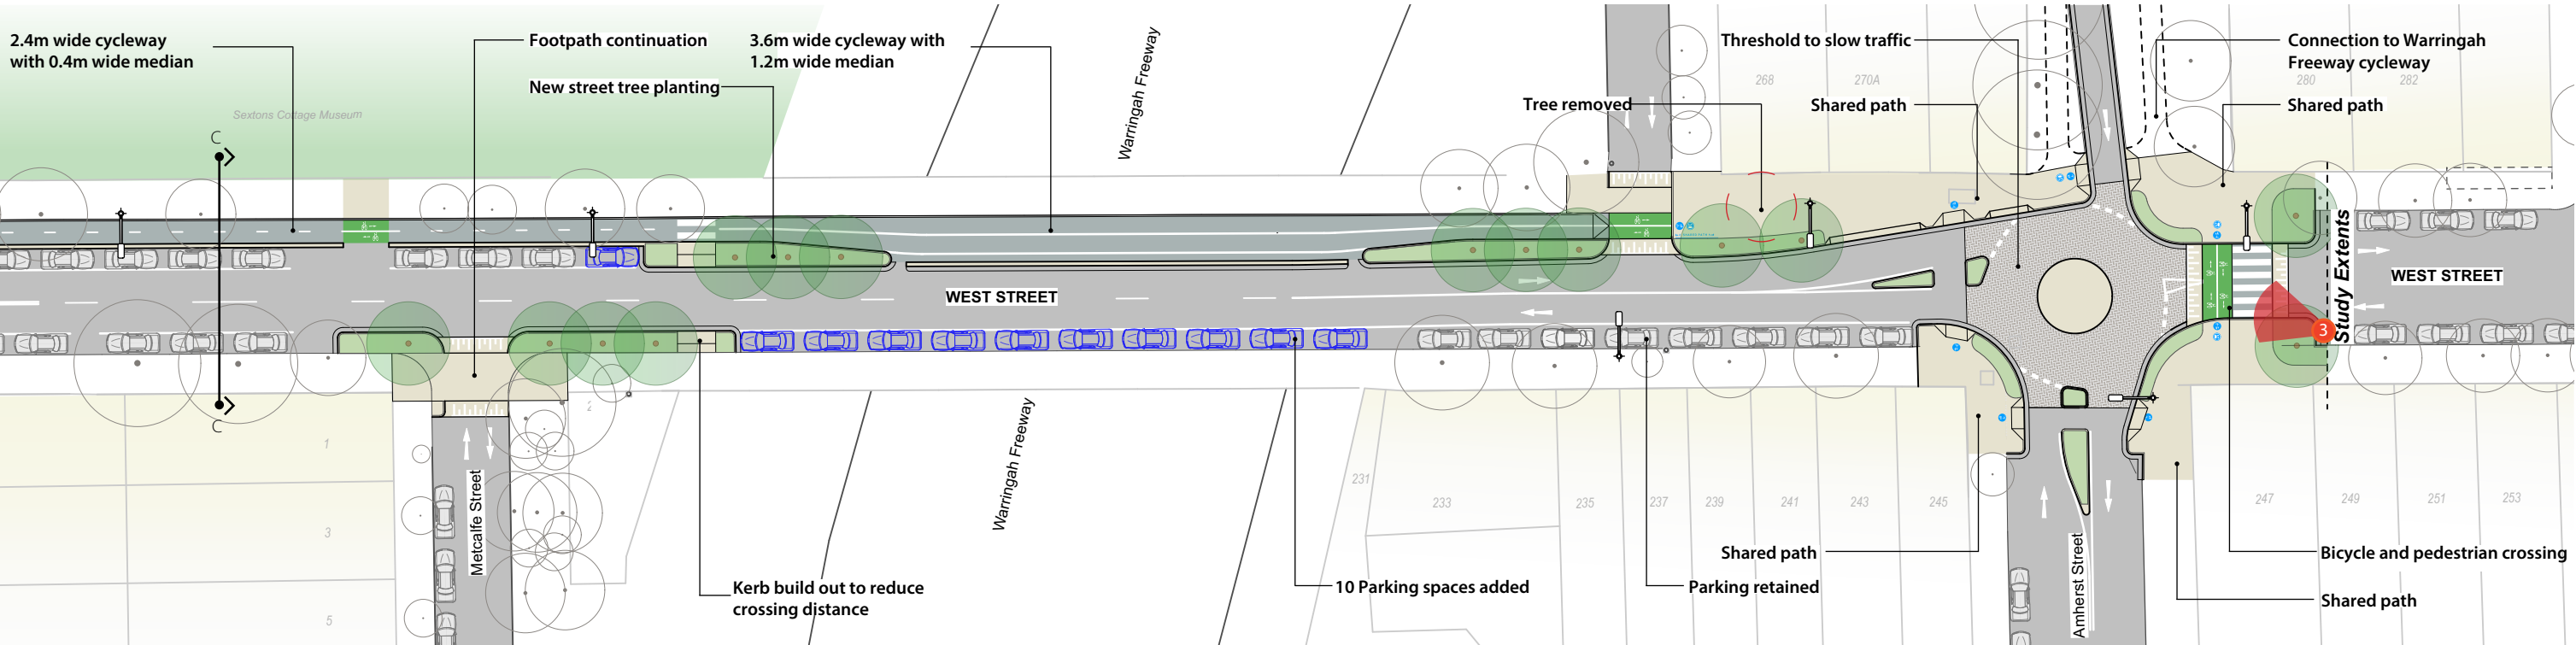 2.4m wide cycleway
with 0.4m wide median
Footpath continuation
New street tree planting
3.6m wide cycleway with
1.2m wide median
Warringah Freeway
Tree removed
Threshold to slow traffic
Shared path
268
270A
Connection to Warringah
Freeway cycleway
280
282
Shared path
Sextons Cottage Museum
C
C
WEST STREET
WEST STREET
Study Extens
3
Metcalfe Street
Warringah Freeway
Amherst Street
1
2
3
5
231
233
235
237
239
241
243
245
247
249
251
253
Kerb build out to reduce
crossing distance
10 Parking spaces added
Parking retained
Shared path
Bicycle and pedestrian crossing
Shared path